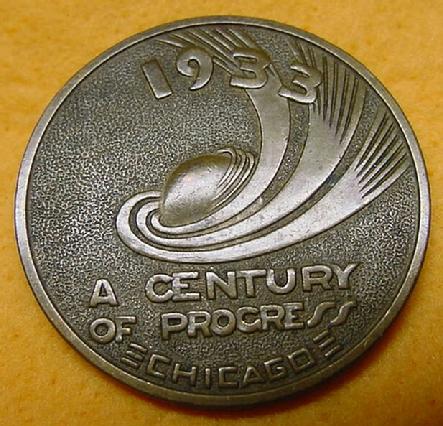 1933
A CENTURY
OF PROGRESS
CHICAGO